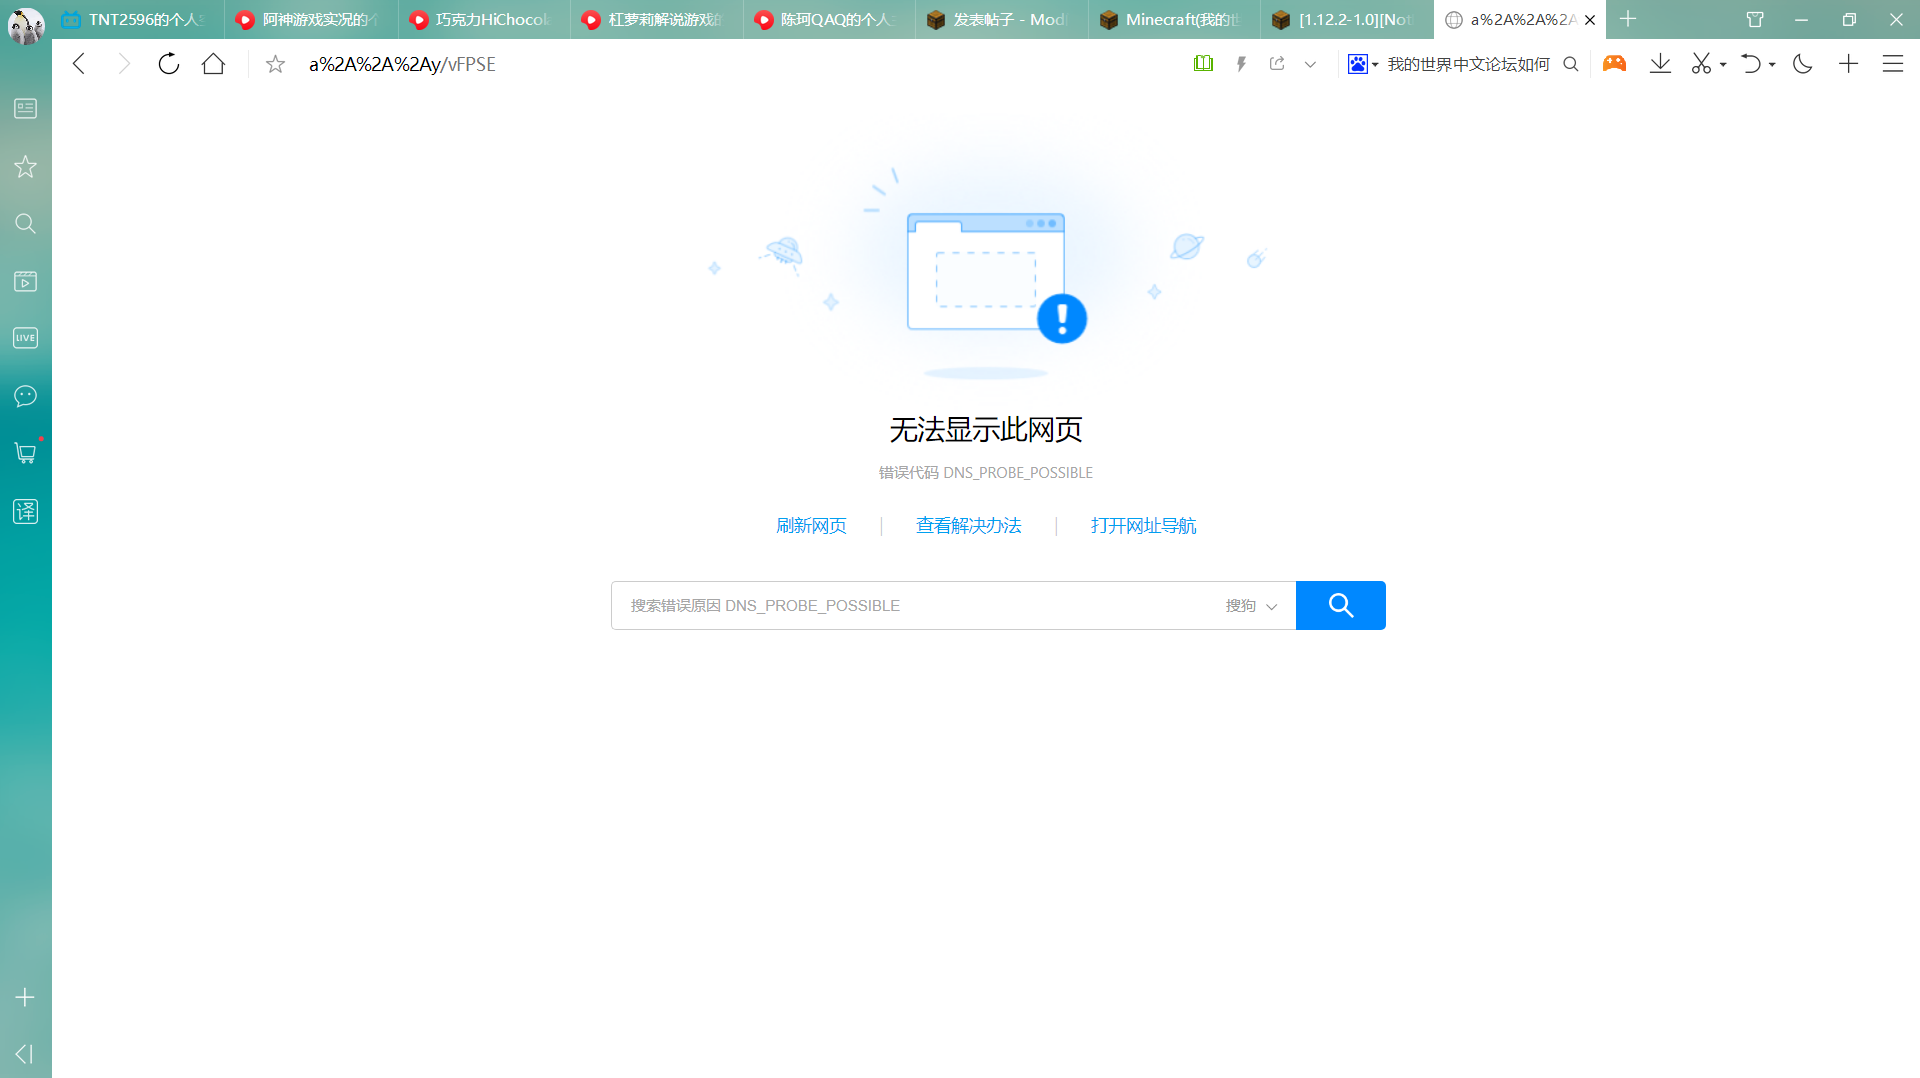 TNT2596的个人空
阿神游戏实况的个
巧克力HiChocola
杠萝莉解说游戏的
陈珂QAQ的个人主
发表帖子 - Mod
Minecraft(我的世
[1.12.2-1.0][Not
a%2A%2A%2A
a%2A%2A%2Ay/vFPSE
我的世界中文论坛如何
LIVE
译
无法显示此网页
错误代码 DNS_PROBE_POSSIBLE
刷新网页 | 查看解决办法 | 打开网址导航
搜索错误原因 DNS_PROBE_POSSIBLE 搜狗